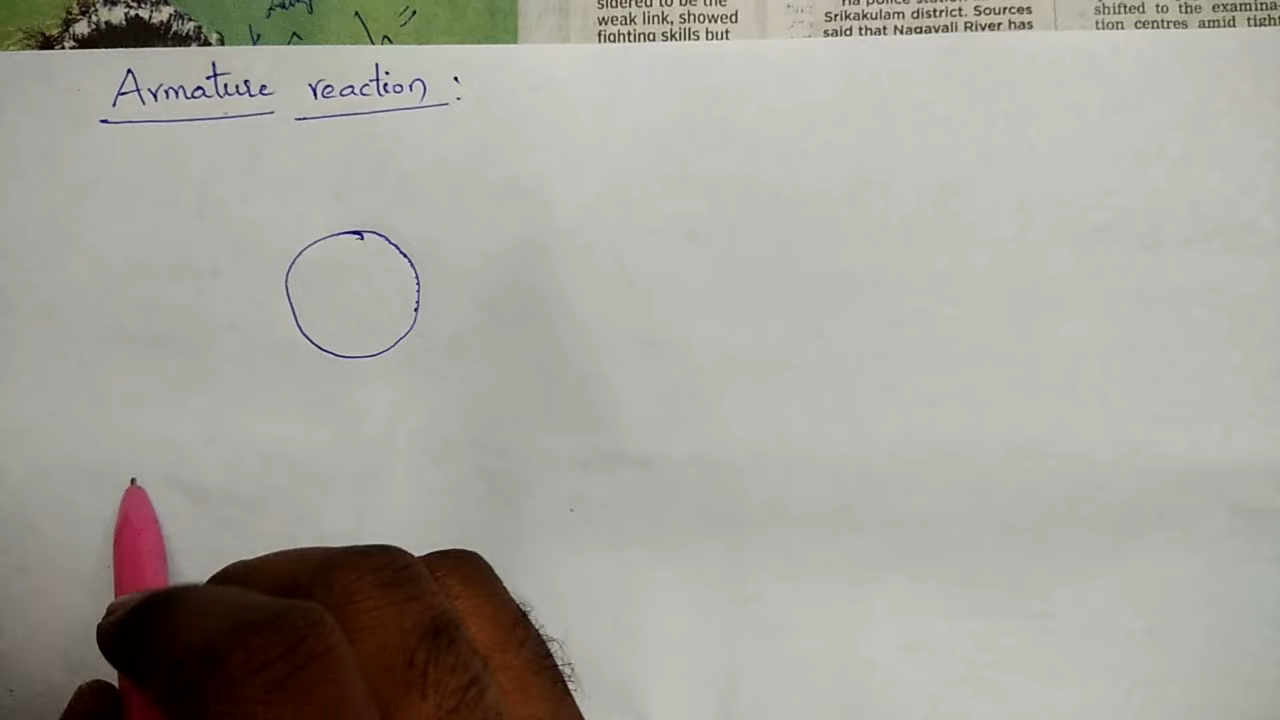 sidered to be the
weak link, showed
fighting skills but
Srikakulam district. Sources
said that Nagavali River has
shifted to the examina-
tion centres amid tight
Armature reaction: